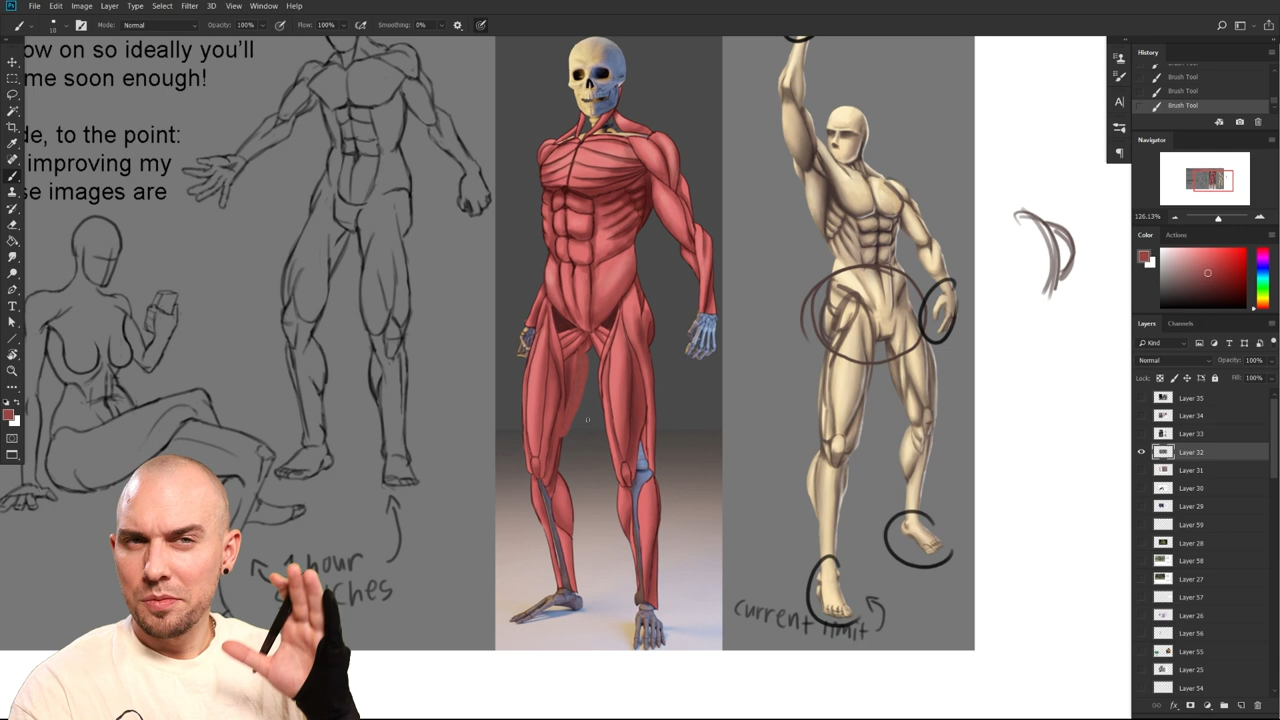 File Edit Image Layer Type Select Filter 3D View Window Help
Mode: Normal Opacity: 100% Flow: 100% Smoothing: 0%
10
ow on so ideally you'll
me soon enough!
de, to the point:
improving my
se images are
1 hour
current limit
History
Brush Tool
Brush Tool
Brush Tool
Navigator
126.13%
Color Actions
Layers Channels
Kind
Normal Opacity: 100%
Lock: Fill: 100%
Layer 35
Layer 34
Layer 33
Layer 32
Layer 31
Layer 30
Layer 29
Layer 59
Layer 28
Layer 58
Layer 27
Layer 57
Layer 26
Layer 56
Layer 55
Layer 25
Layer 54